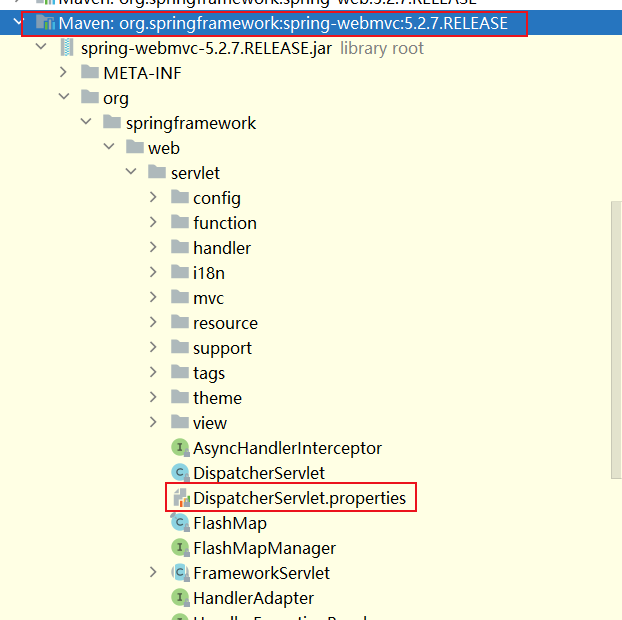 Maven: org.springframework:spring-web:5.2.7.RELEASE
Maven: org.springframework:spring-webmvc:5.2.7.RELEASE
spring-webmvc-5.2.7.RELEASE.jar library root
META-INF
org
springframework
web
servlet
config
function
handler
i18n
mvc
resource
support
tags
theme
view
AsyncHandlerInterceptor
DispatcherServlet
DispatcherServlet.properties
FlashMap
FlashMapManager
FrameworkServlet
HandlerAdapter